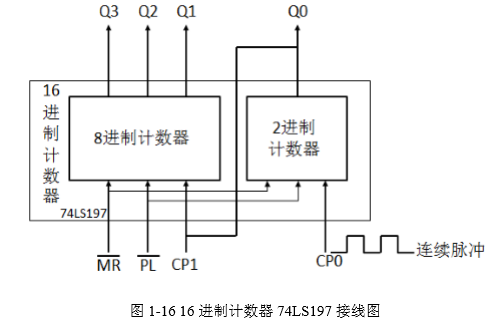 Q3 Q2 Q1 Q0
16进制计数器
8进制计数器
2进制
计数器
74LS197
MR PL CP1 CP0 连续脉冲
图 1-16 16 进制计数器 74LS197 接线图